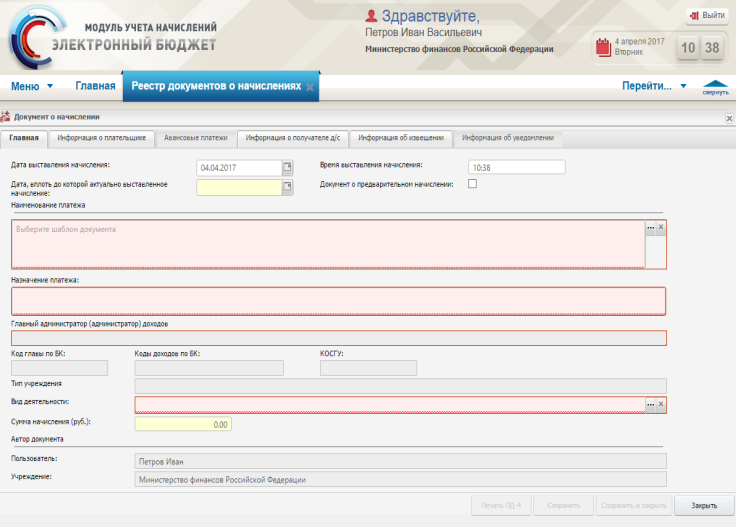 МОДУЛЬ УЧЕТА НАЧИСЛЕНИЙ
ЭЛЕКТРОННЫЙ БЮДЖЕТ
Здравствуйте,
Петров Иван Васильевич
Министерство финансов Российской Федерации
Выйти
4 апреля 2017
Вторник
10 38
Меню Главная Реестр документов о начислениях Перейти...
свернуть
Документ о начислении
Главная Информация о плательщике Авансовые платежи Информация о получателе д/с Информация об извещении Информация об уведомлении
Дата выставления начисления: 04.04.2017 Время выставления начисления: 10:38
Дата, вплоть до которой актуально выставленное
начисление:
Документ о предварительном начислении:
Наименование платежа
Выберите шаблон документа
Назначение платежа:
Главный администратор (администратор) доходов
Код главы по БК: Коды доходов по БК: КОСГУ:
Тип учреждения
Вид деятельности:
Сумма начисления (руб.): 0.00
Автор документа
Пользователь: Петров Иван
Учреждение: Министерство финансов Российской Федерации
Печать ПД-4 Сохранить Сохранить и закрыть Закрыть